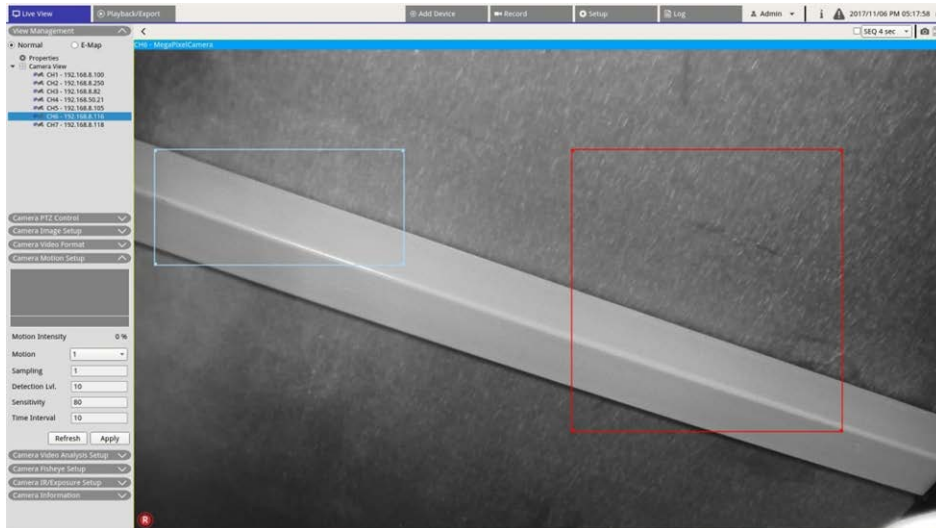 Live View Playback/Export Add Device Record Setup Log Admin i 2017/11/06 PM 05:17:58
View Management < SEQ 4 sec
Normal E-Map CH6 - MegaPixelCamera
Properties
Camera View
CH1 - 192.168.8.100
CH2 - 192.168.8.250
CH3 - 192.168.8.82
CH4 - 192.168.50.21
CH5 - 192.168.8.105
CH6 - 192.168.8.116
CH7 - 192.168.8.118
Camera PTZ Control
Camera Image Setup
Camera Video Format
Camera Motion Setup
Motion Intensity 0 %
Motion 1
Sampling 1
Detection Lvl. 10
Sensitivity 80
Time Interval 10
Refresh Apply
Camera Video Analysis Setup
Camera Fisheye Setup
Camera IR/Exposure Setup
Camera Information
R